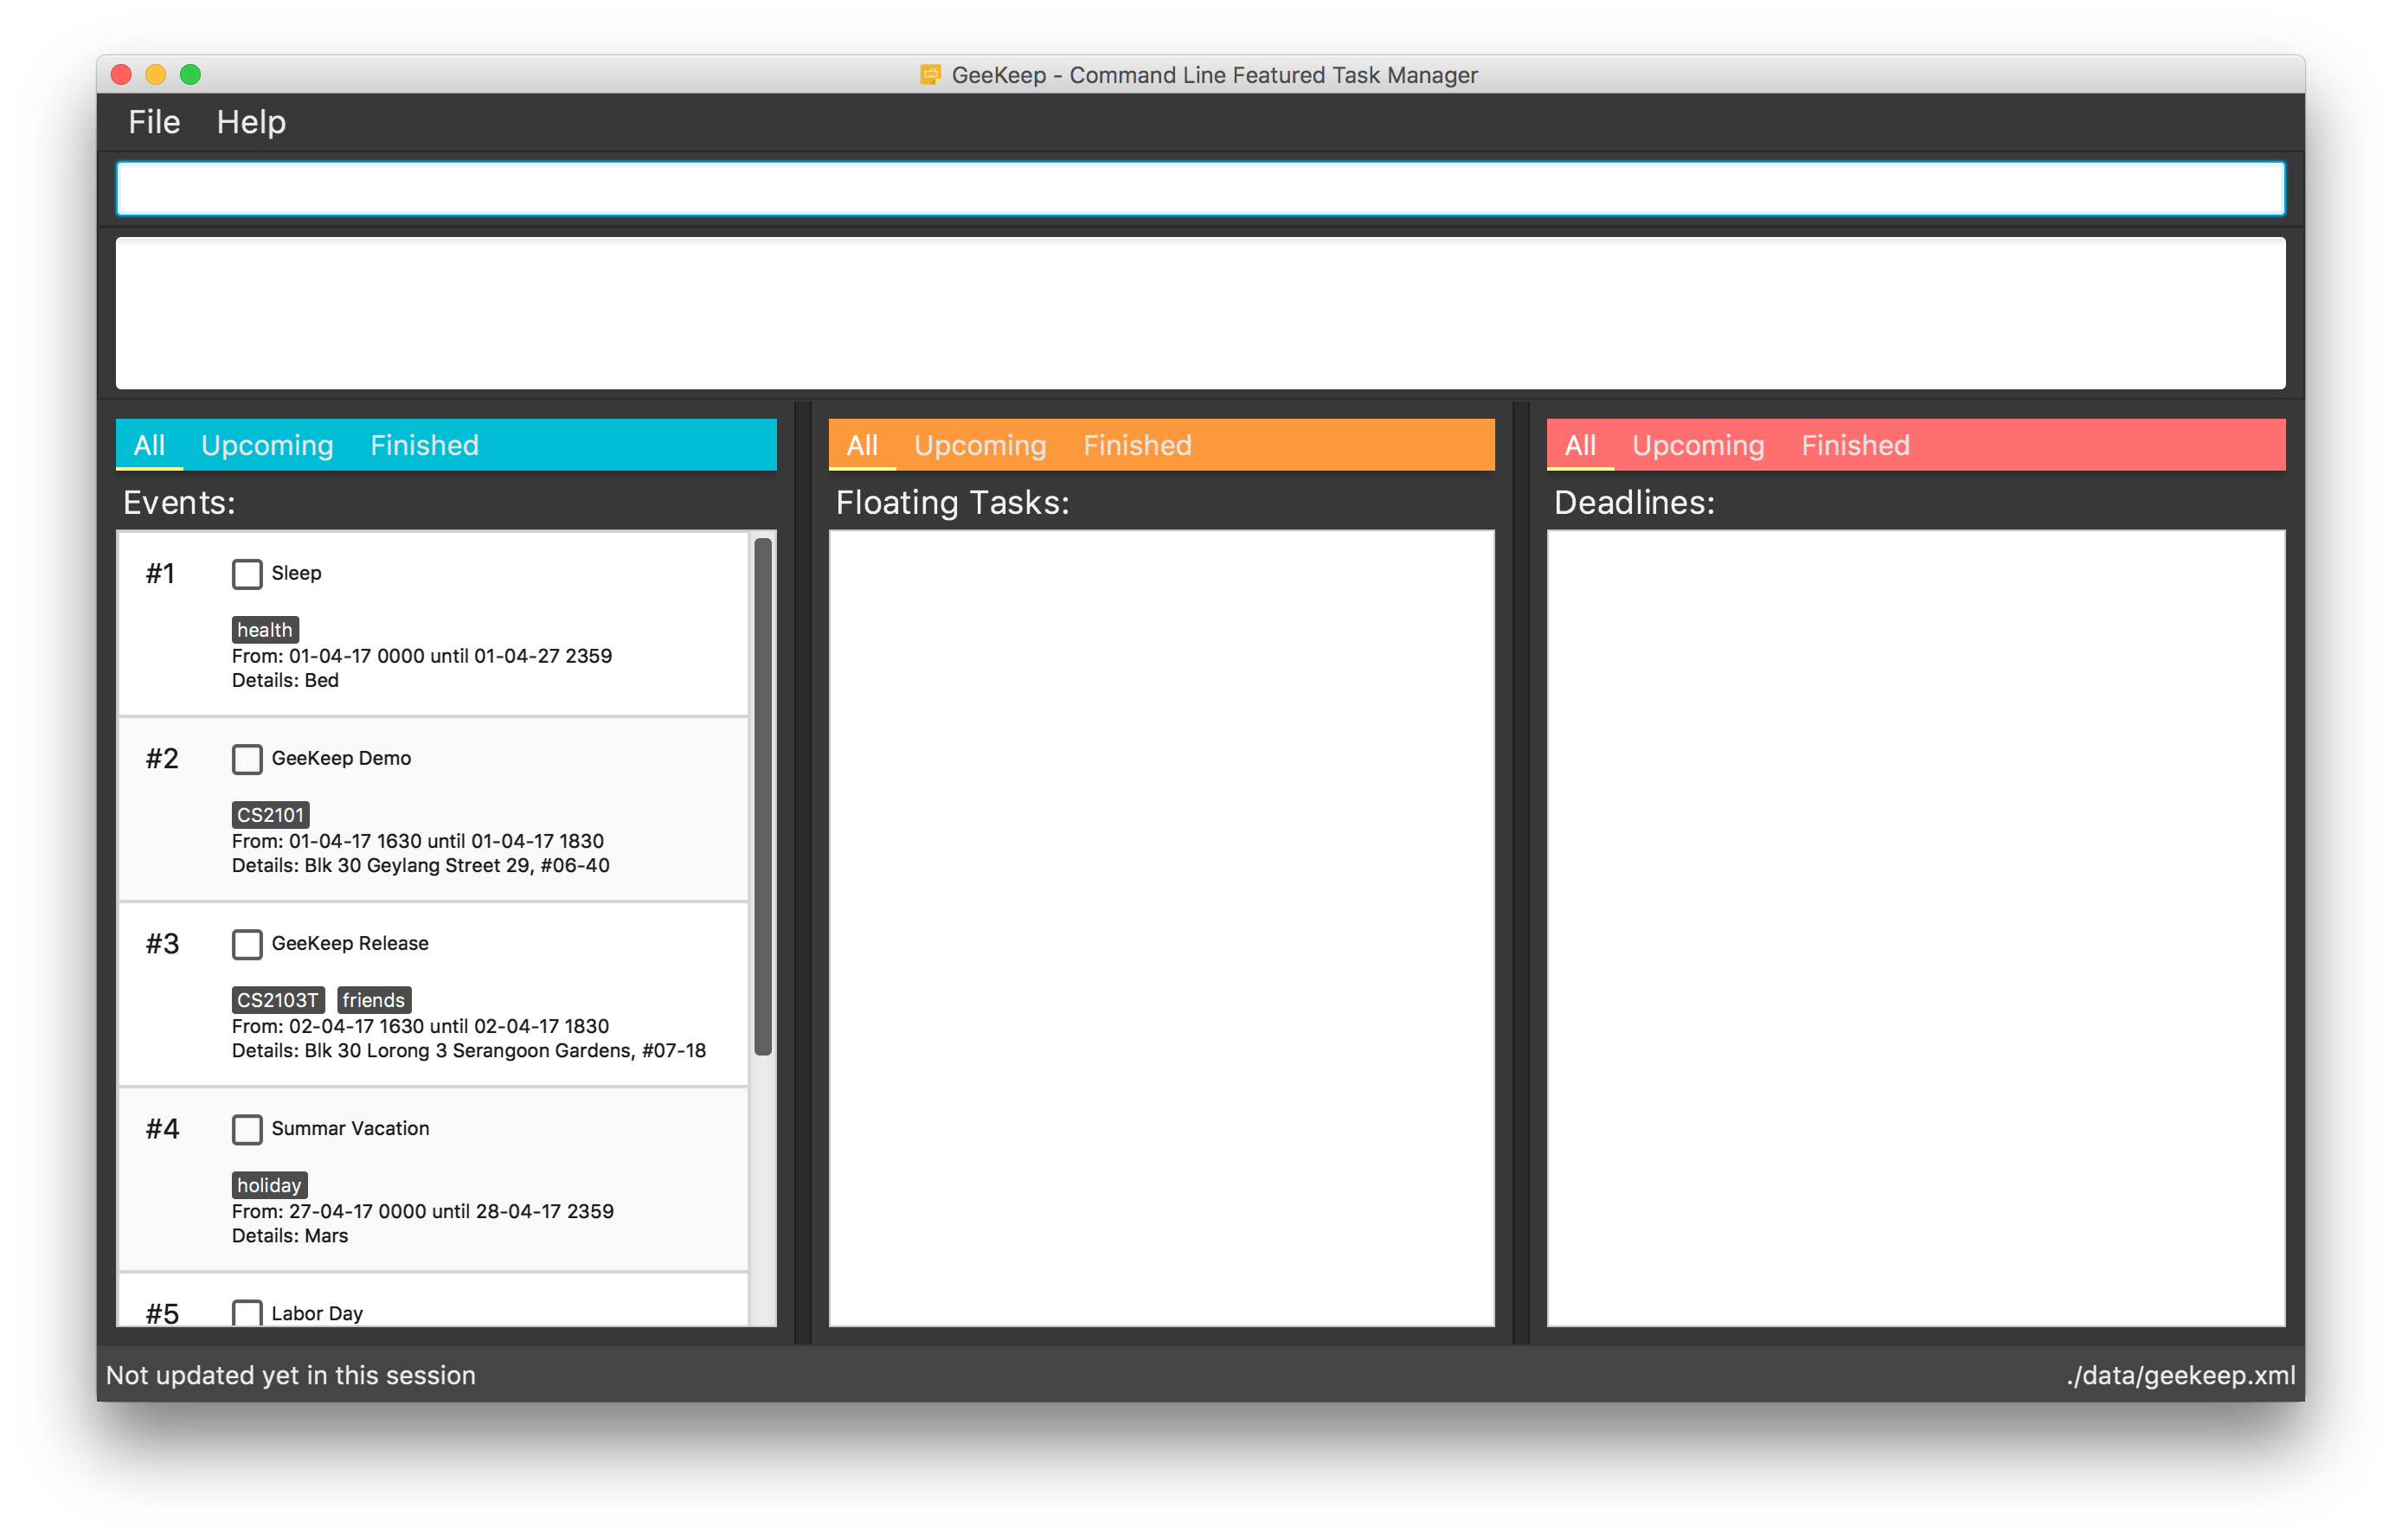 GeeKeep - Command Line Featured Task Manager
File Help
All Upcoming Finished
Events:
#1 Sleep
health
From: 01-04-17 0000 until 01-04-27 2359
Details: Bed
#2 GeeKeep Demo
CS2101
From: 01-04-17 1630 until 01-04-17 1830
Details: Blk 30 Geylang Street 29, #06-40
#3 GeeKeep Release
CS2103T friends
From: 02-04-17 1630 until 02-04-17 1830
Details: Blk 30 Lorong 3 Serangoon Gardens, #07-18
#4 Summar Vacation
holiday
From: 27-04-17 0000 until 28-04-17 2359
Details: Mars
#5 Labor Day
All Upcoming Finished
Floating Tasks:
All Upcoming Finished
Deadlines:
Not updated yet in this session
./data/geekeep.xml